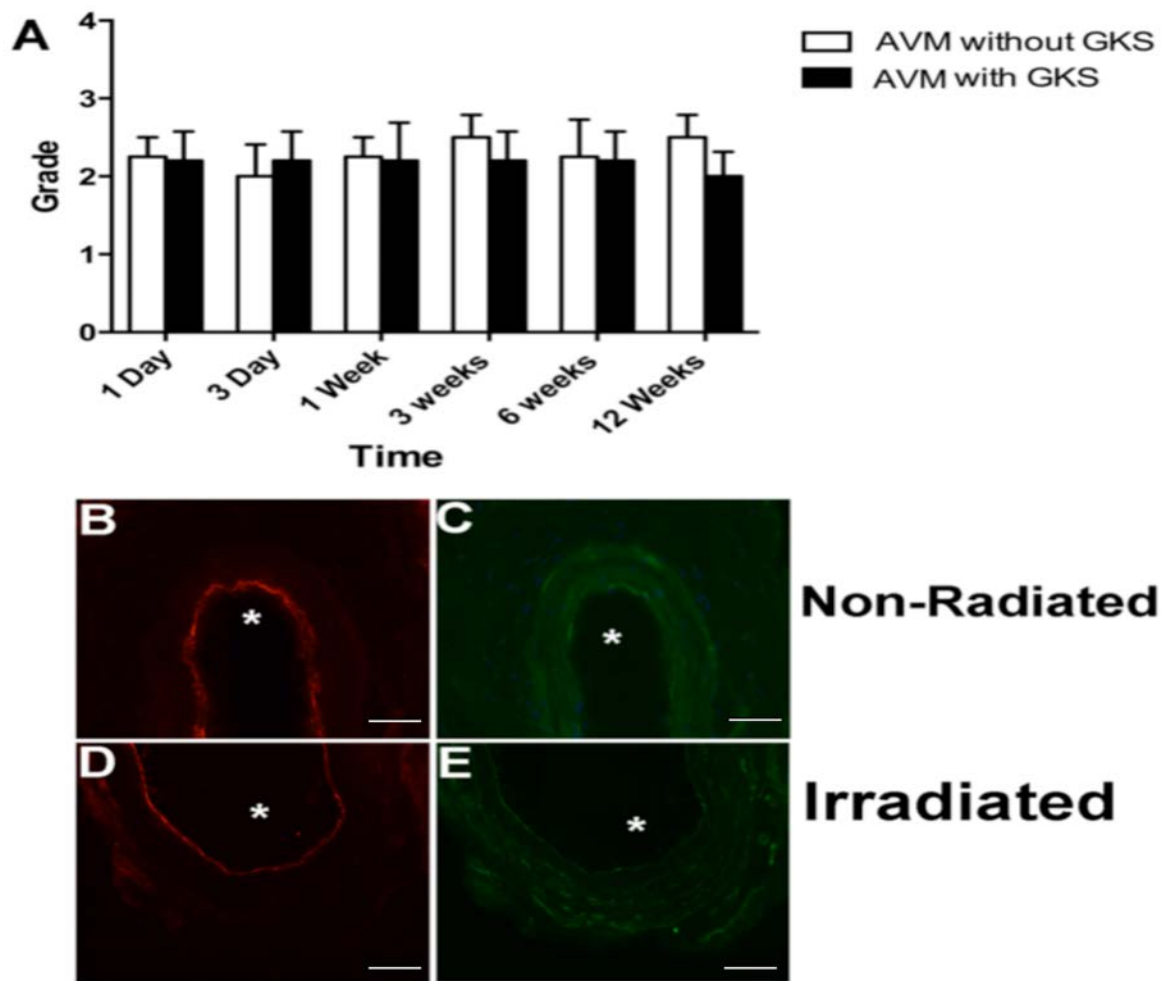 A
4
3
2
1
0
Grade
1 Day
3 Day
1 Week
3 weeks
6 weeks
12 Weeks
Time
AVM without GKS
AVM with GKS
B
*
C
*
Non-Radiated
D
*
E
*
Irradiated